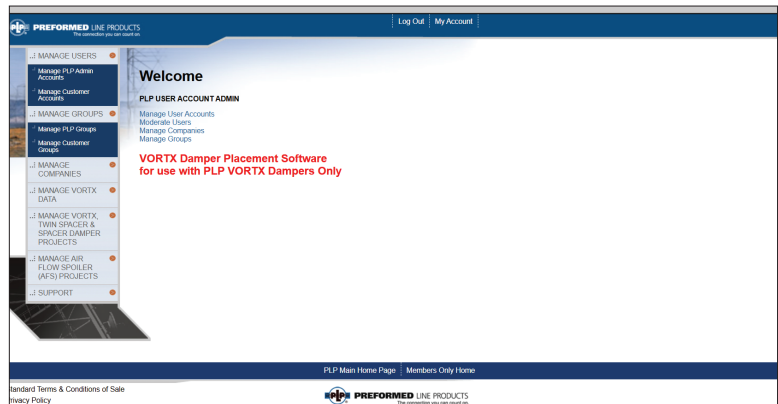 PLP PREFORMED LINE PRODUCTS
The connection you can count on
Log Out
My Account
..: MANAGE USERS
Manage PLP Admin
Accounts
Manage Customer
Accounts
..: MANAGE GROUPS
Manage PLP Groups
Manage Customer
Groups
..: MANAGE
COMPANIES
..: MANAGE VORTX
DATA
..: MANAGE VORTX,
TWIN SPACER &
SPACER DAMPER
PROJECTS
..: MANAGE AIR
FLOW SPOILER
(AFS) PROJECTS
..: SUPPORT
Welcome
PLP USER ACCOUNT ADMIN
Manage User Accounts
Moderate Users
Manage Companies
Manage Groups
VORTX Damper Placement Software
for use with PLP VORTX Dampers Only
PLP Main Home Page
Members Only Home
tandard Terms & Conditions of Sale
rivacy Policy
PLP PREFORMED LINE PRODUCTS
The connection you can count on